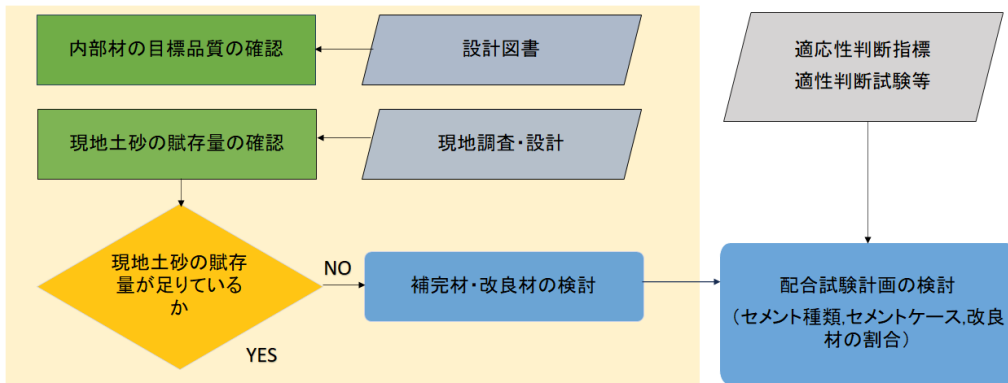 内部材の目標品質の確認
設計図書
適応性判断指標
適性判断試験等
現地土砂の賦存量の確認
現地調査・設計
現地土砂の賦存
量が足りている
か
NO
YES
補完材・改良材の検討
配合試験計画の検討
（セメント種類,セメントケース,改良
材の割合）